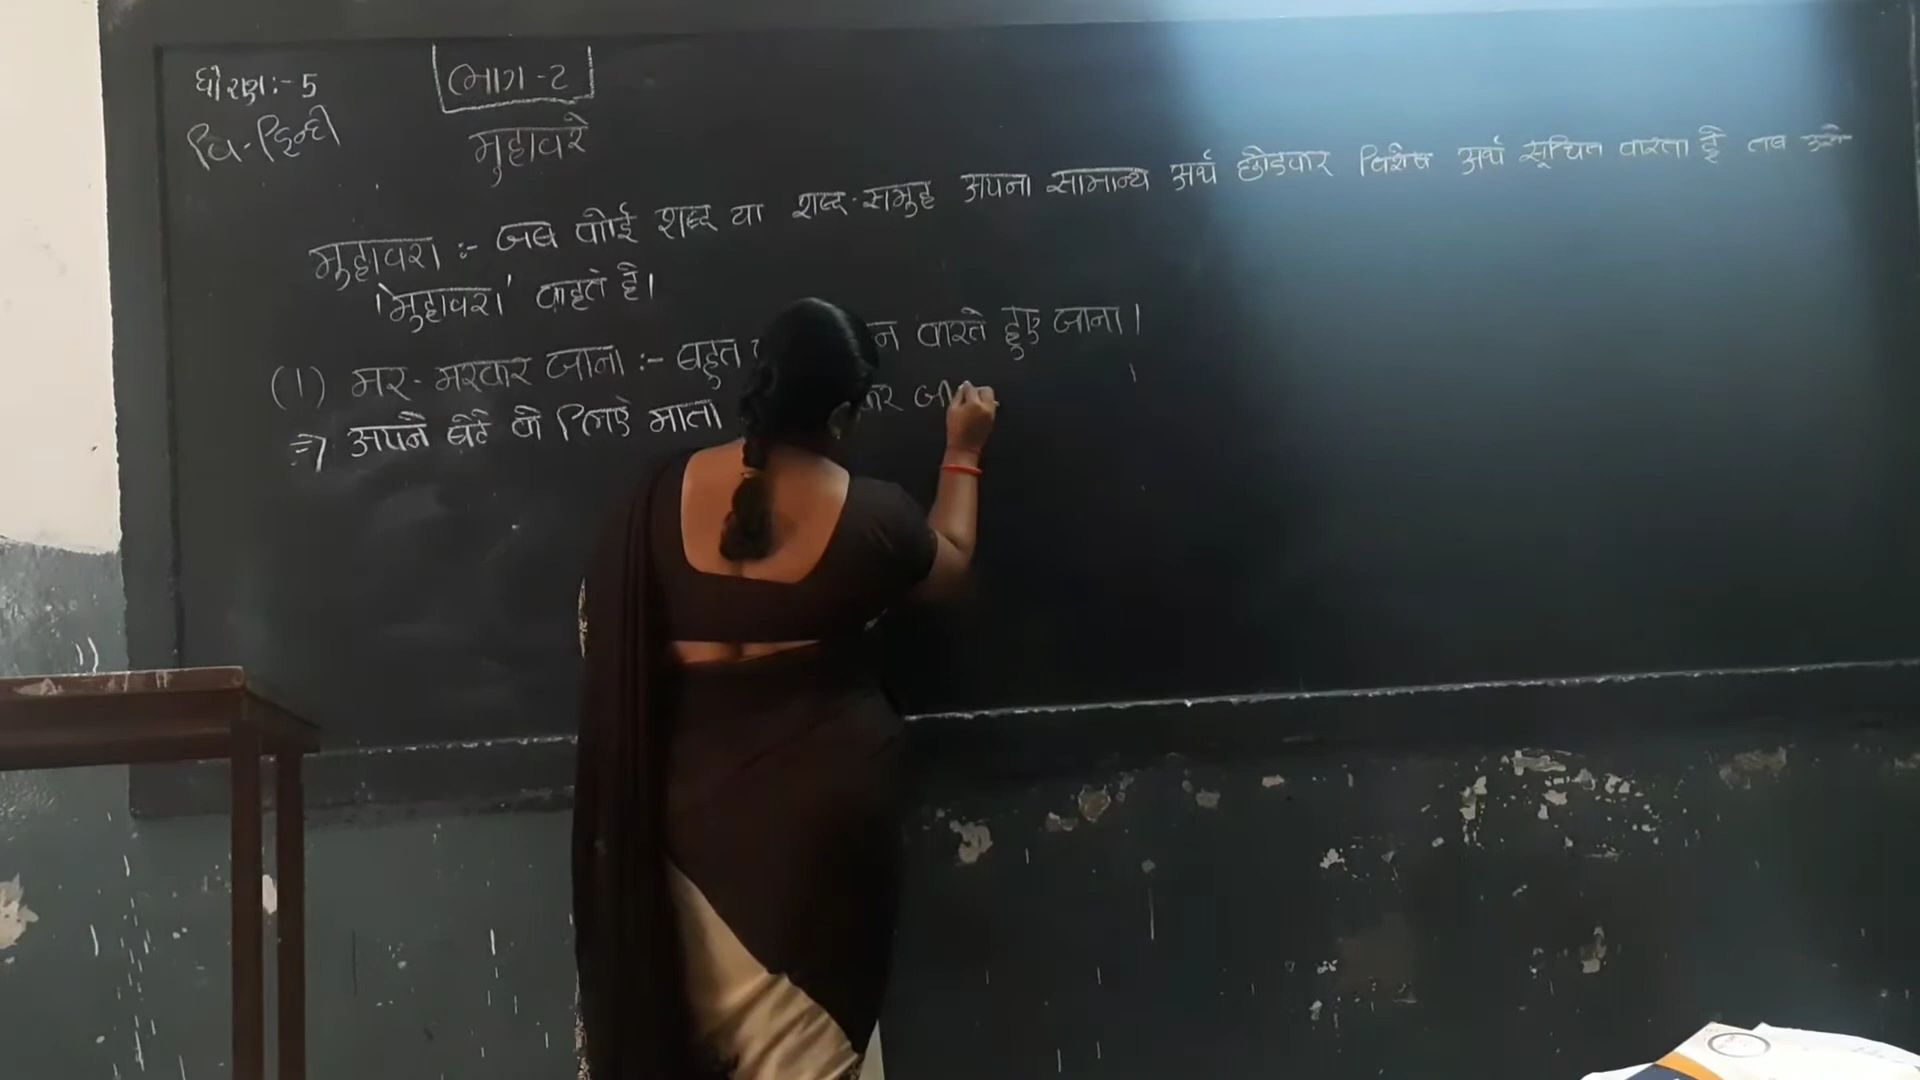 धोरण:- 5
भाग-2
वि-हिन्दी
मुहावरे
मुहावरा :- जब कोई शब्द या शब्द-समुह अपना सामान्य अर्थ छोडकर विशेष अर्थ सूचित करता है तब उसे
'मुहावरा' कहते है।
(1) मर-मरकर जाना :- बहुत न करते हुए जाना।
⇒ अपने बेटे के लिए माता कर जी